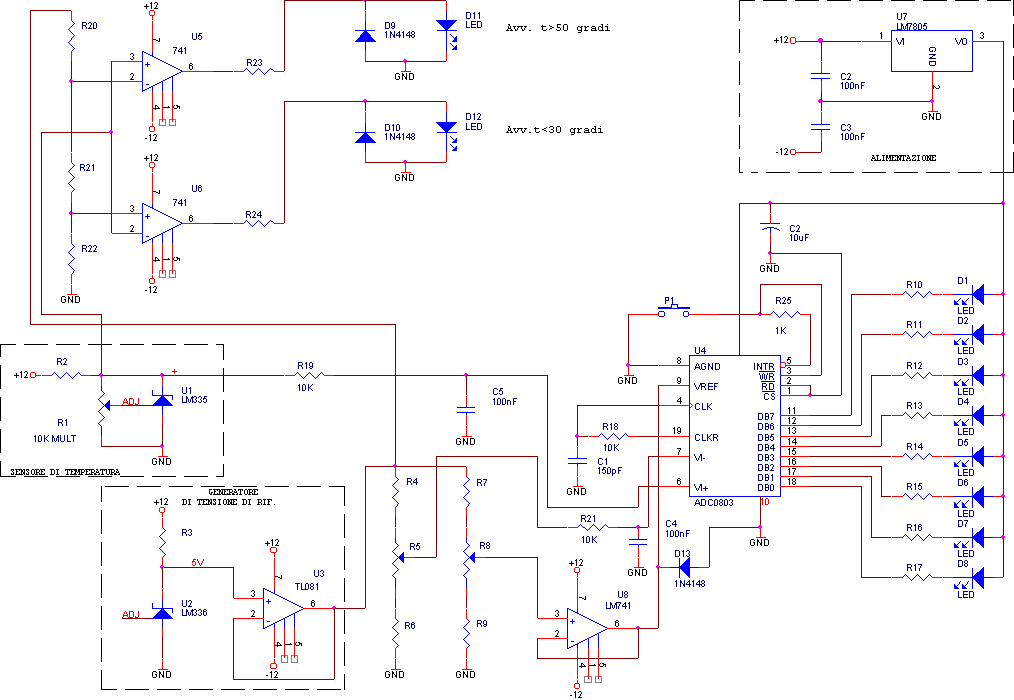 +12
R20
7
U5
741
3
2
6
4
1
5
-12
R23
D9
1N4148
D11
LED
GND
Avv. t>50 gradi
+12
R21
7
U6
741
3
2
6
4
1
5
-12
R24
D10
1N4148
D12
LED
GND
Avv.t<30 gradi
R22
GND
U7
LM7805
+12
1
VI
VO
3
GND
2
C2
100nF
GND
C3
100nF
-12
ALIMENTAZIONE
C2
10uF
GND
P1
R25
1K
GND
U4
8
AGND
9
VREF
4
CLK
19
CLKR
7
VI-
6
VI+
INTR
5
WR
3
RD
2
CS
1
DB7
11
DB6
12
DB5
13
DB4
14
DB3
15
DB2
16
DB1
17
DB0
18
ADC0803
10
GND
R10
D1
LED
R11
D2
LED
R12
D3
LED
R13
D4
LED
R14
D5
LED
R15
D6
LED
R16
D7
LED
R17
D8
LED
R2
+12
+
R1
10K MULT
ADJ
U1
LM335
GND
SENSORE DI TEMPERATURA
R19
10K
C5
100nF
GND
R18
10K
C1
150pF
GND
R21
10K
C4
100nF
GND
D13
1N4148
GENERATORE
DI TENSIONE DI RIF.
+12
R3
5V
ADJ
U2
LM336
GND
+12
7
U3
TL081
3
2
6
4
1
5
-12
R4
R5
R6
GND
R7
R8
R9
GND
+12
7
U8
LM741
3
2
6
4
1
5
-12